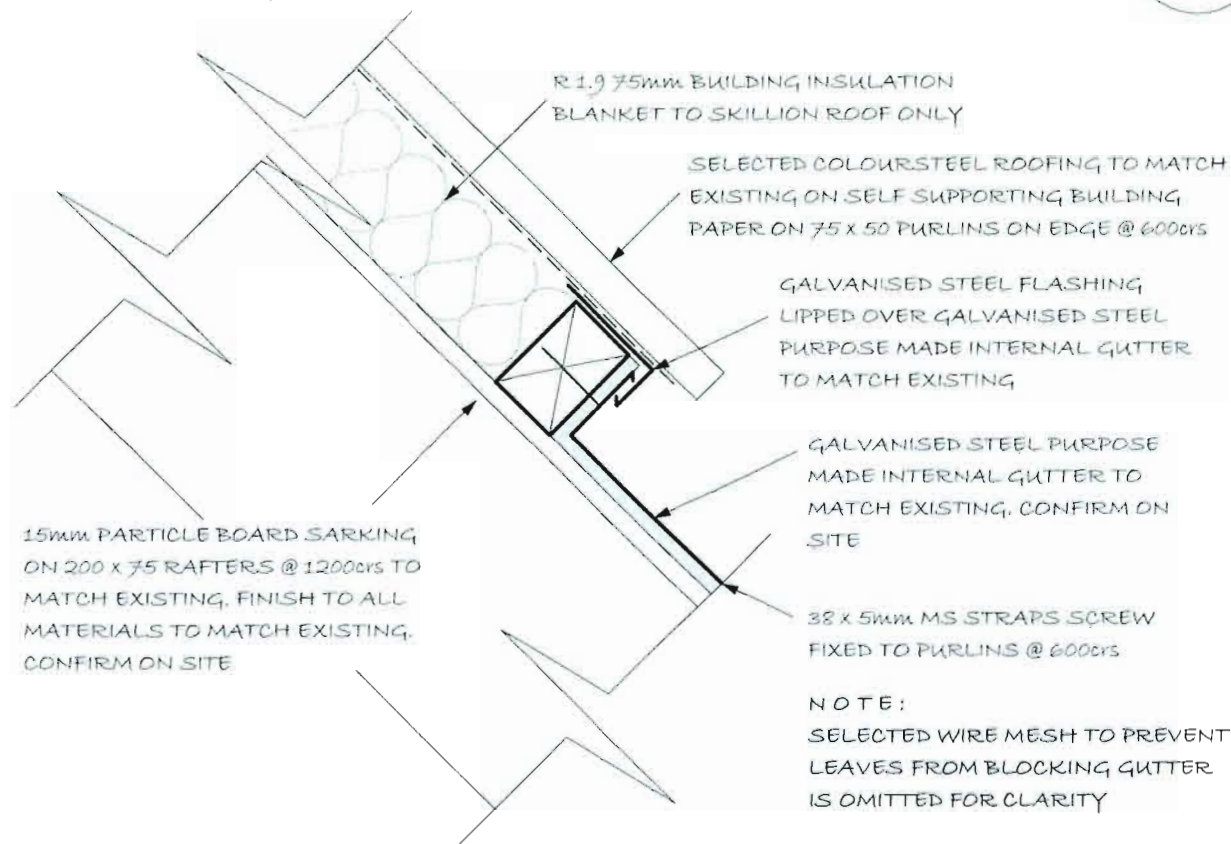 R 1.9 75mm BUILDING INSULATION
BLANKET TO SKILLION ROOF ONLY
SELECTED COLOURSTEEL ROOFING TO MATCH
EXISTING ON SELF SUPPORTING BUILDING
PAPER ON 75 x 50 PURLINS ON EDGE @ 600crs
GALVANISED STEEL FLASHING
LIPPED OVER GALVANISED STEEL
PURPOSE MADE INTERNAL GUTTER
TO MATCH EXISTING
GALVANISED STEEL PURPOSE
MADE INTERNAL GUTTER TO
MATCH EXISTING. CONFIRM ON
SITE
15mm PARTICLE BOARD SARKING
ON 200 x 75 RAFTERS @ 1200crs TO
MATCH EXISTING. FINISH TO ALL
MATERIALS TO MATCH EXISTING.
CONFIRM ON SITE
38 x 5mm MS STRAPS SCREW
FIXED TO PURLINS @ 600crs
NOTE:
SELECTED WIRE MESH TO PREVENT
LEAVES FROM BLOCKING GUTTER
IS OMITTED FOR CLARITY